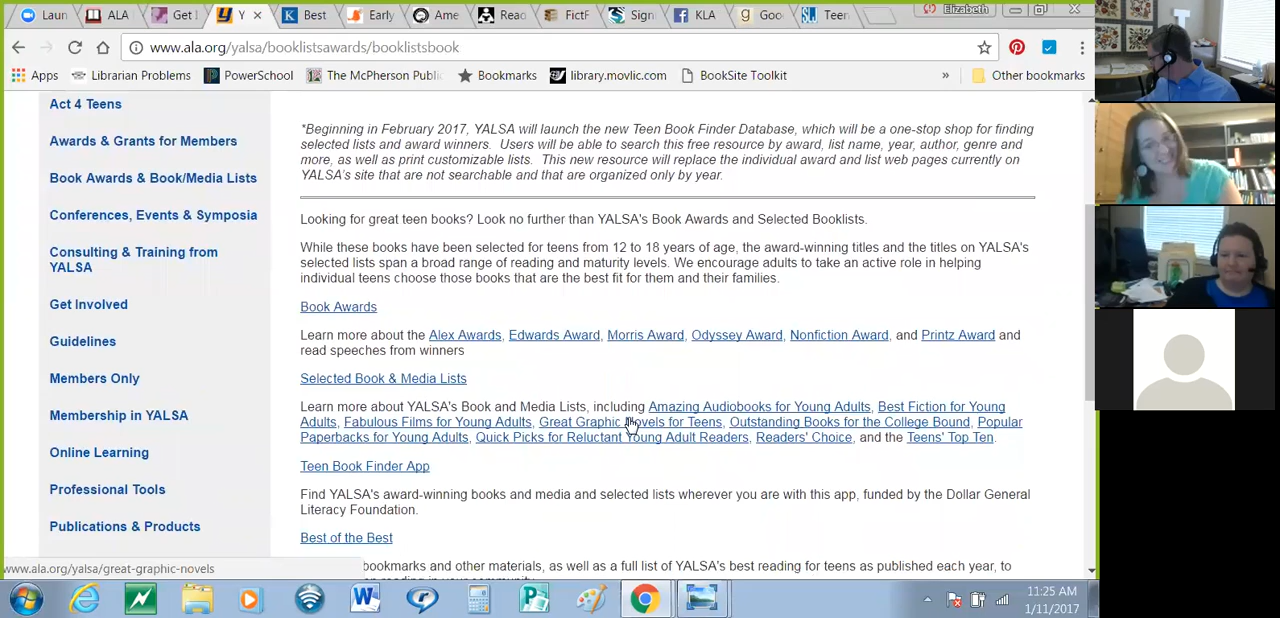 Laun
ALA
Get I
Y
Best
Early
Ame
Read
FictF
Sign
KLA
Goo
Teen
Elizabeth
www.ala.org/yalsa/booklistsawards/booklistsbook
Apps
Librarian Problems
PowerSchool
The McPherson Publi
Bookmarks
library.movlic.com
BookSite Toolkit
»
Other bookmarks
Act 4 Teens
Awards & Grants for Members
Book Awards & Book/Media Lists
Conferences, Events & Symposia
Consulting & Training from
YALSA
Get Involved
Guidelines
Members Only
Membership in YALSA
Online Learning
Professional Tools
Publications & Products
*Beginning in February 2017, YALSA will launch the new Teen Book Finder Database, which will be a one-stop shop for finding
selected lists and award winners. Users will be able to search this free resource by award, list name, year, author, genre and
more, as well as print customizable lists. This new resource will replace the individual award and list web pages currently on
YALSA's site that are not searchable and that are organized only by year.
Looking for great teen books? Look no further than YALSA's Book Awards and Selected Booklists.
While these books have been selected for teens from 12 to 18 years of age, the award-winning titles and the titles on YALSA's
selected lists span a broad range of reading and maturity levels. We encourage adults to take an active role in helping
individual teens choose those books that are the best fit for them and their families.
Book Awards
Learn more about the Alex Awards, Edwards Award, Morris Award, Odyssey Award, Nonfiction Award, and Printz Award and
read speeches from winners
Selected Book & Media Lists
Learn more about YALSA's Book and Media Lists, including Amazing Audiobooks for Young Adults, Best Fiction for Young
Adults, Fabulous Films for Young Adults, Great Graphic Novels for Teens, Outstanding Books for the College Bound, Popular
Paperbacks for Young Adults, Quick Picks for Reluctant Young Adult Readers, Readers' Choice, and the Teens' Top Ten.
Teen Book Finder App
Find YALSA's award-winning books and media and selected lists wherever you are with this app, funded by the Dollar General
Literacy Foundation.
Best of the Best
bookmarks and other materials, as well as a full list of YALSA's best reading for teens as published each year, to
www.ala.org/yalsa/great-graphic-novels
11:25 AM
1/11/2017